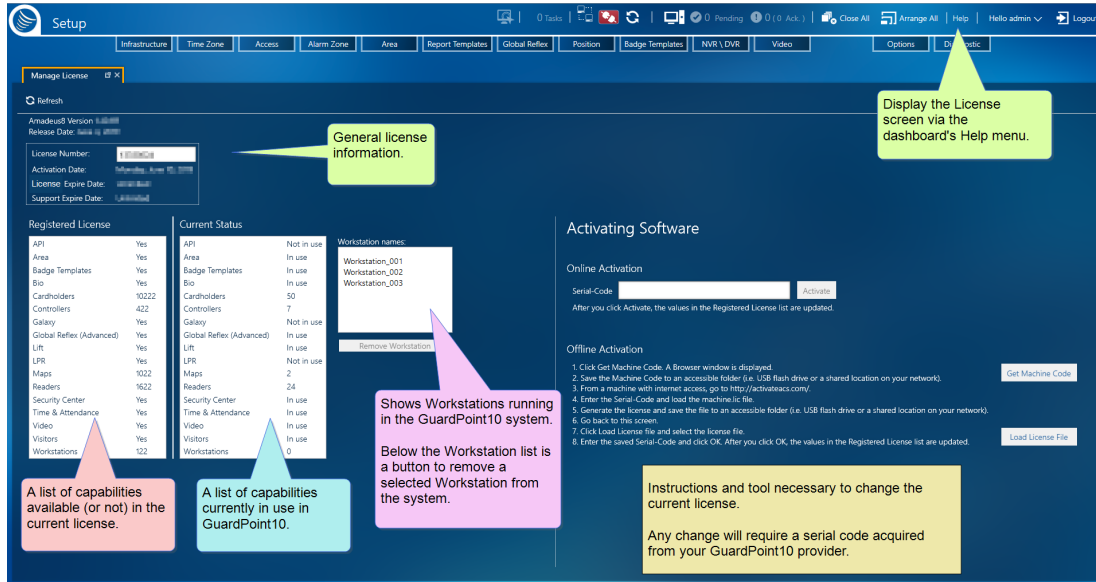 Setup
0 Tasks
0 Pending
0 ( 0 Ack. )
Close All
Arrange All
Help
Hello admin
Logout
Infrastructure
Time Zone
Access
Alarm Zone
Area
Report Templates
Global Reflex
Position
Badge Templates
NVR \ DVR
Video
Options
Manage License
Refresh
Amadeus8 Version
Release Date:
License Number:
Activation Date:
License Expire Date:
Support Expire Date:
General license
information.
Display the License
screen via the
dashboard's Help menu.
Registered License
API Yes
Area Yes
Badge Templates Yes
Bio Yes
Cardholders 10222
Controllers 422
Galaxy Yes
Global Reflex (Advanced) Yes
Lift Yes
LPR Yes
Maps 1022
Readers 1622
Security Center Yes
Time & Attendance Yes
Video Yes
Visitors Yes
Workstations 122
Current Status
API Not in use
Area In use
Badge Templates In use
Bio In use
Cardholders 50
Controllers 7
Galaxy Not in use
Global Reflex (Advanced) In use
Lift In use
LPR Not in use
Maps 2
Readers 24
Security Center In use
Time & Attendance In use
Video In use
Visitors In use
Workstations 0
Workstation names:
Workstation_001
Workstation_002
Workstation_003
Remove Workstation
Activating Software
Online Activation
Serial-Code
Activate
After you click Activate, the values in the Registered License list are updated.
Offline Activation
1. Click Get Machine Code. A Browser window is displayed.
2. Save the Machine Code to an accessible folder (i.e. USB flash drive or a shared location on your network).
3. From a machine with internet access, go to http://activateacs.com/.
4. Enter the Serial-Code and load the machine.lic file.
5. Generate the license and save the file to an accessible folder (i.e. USB flash drive or a shared location on your network).
6. Go back to this screen.
7. Click Load License file and select the license file.
8. Enter the saved Serial-Code and click OK. After you click OK, the values in the Registered License list are updated.
Get Machine Code
Load License File
A list of capabilities
available (or not) in the
current license.
A list of capabilities
currently in use in
GuardPoint10.
Shows Workstations running
in the GuardPoint10 system.
Below the Workstation list is
a button to remove a
selected Workstation from
the system.
Instructions and tool necessary to change the
current license.
Any change will require a serial code acquired
from your GuardPoint10 provider.